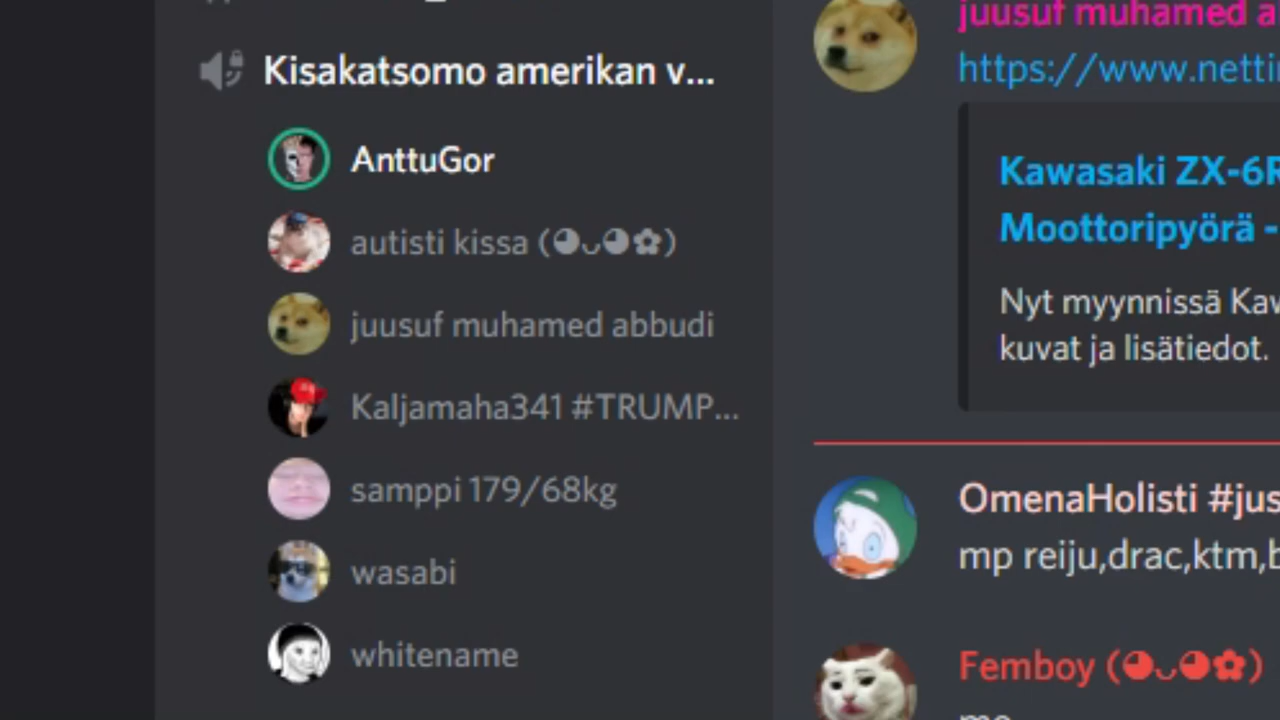 Kisakatsomo amerikan v...
AnttuGor
autisti kissa (◕ᴗ◕✿)
juusuf muhamed abbudi
Kaljamaha341 #TRUMP...
samppi 179/68kg
wasabi
whitename
juusuf muhamed a
https://www.nettir
Kawasaki ZX-6R
Moottoripyörä -
Nyt myynnissä Kaw
kuvat ja lisätiedot.
OmenaHolisti #jus
mp reiju,drac,ktm,b
Femboy (◕ᴗ◕✿)